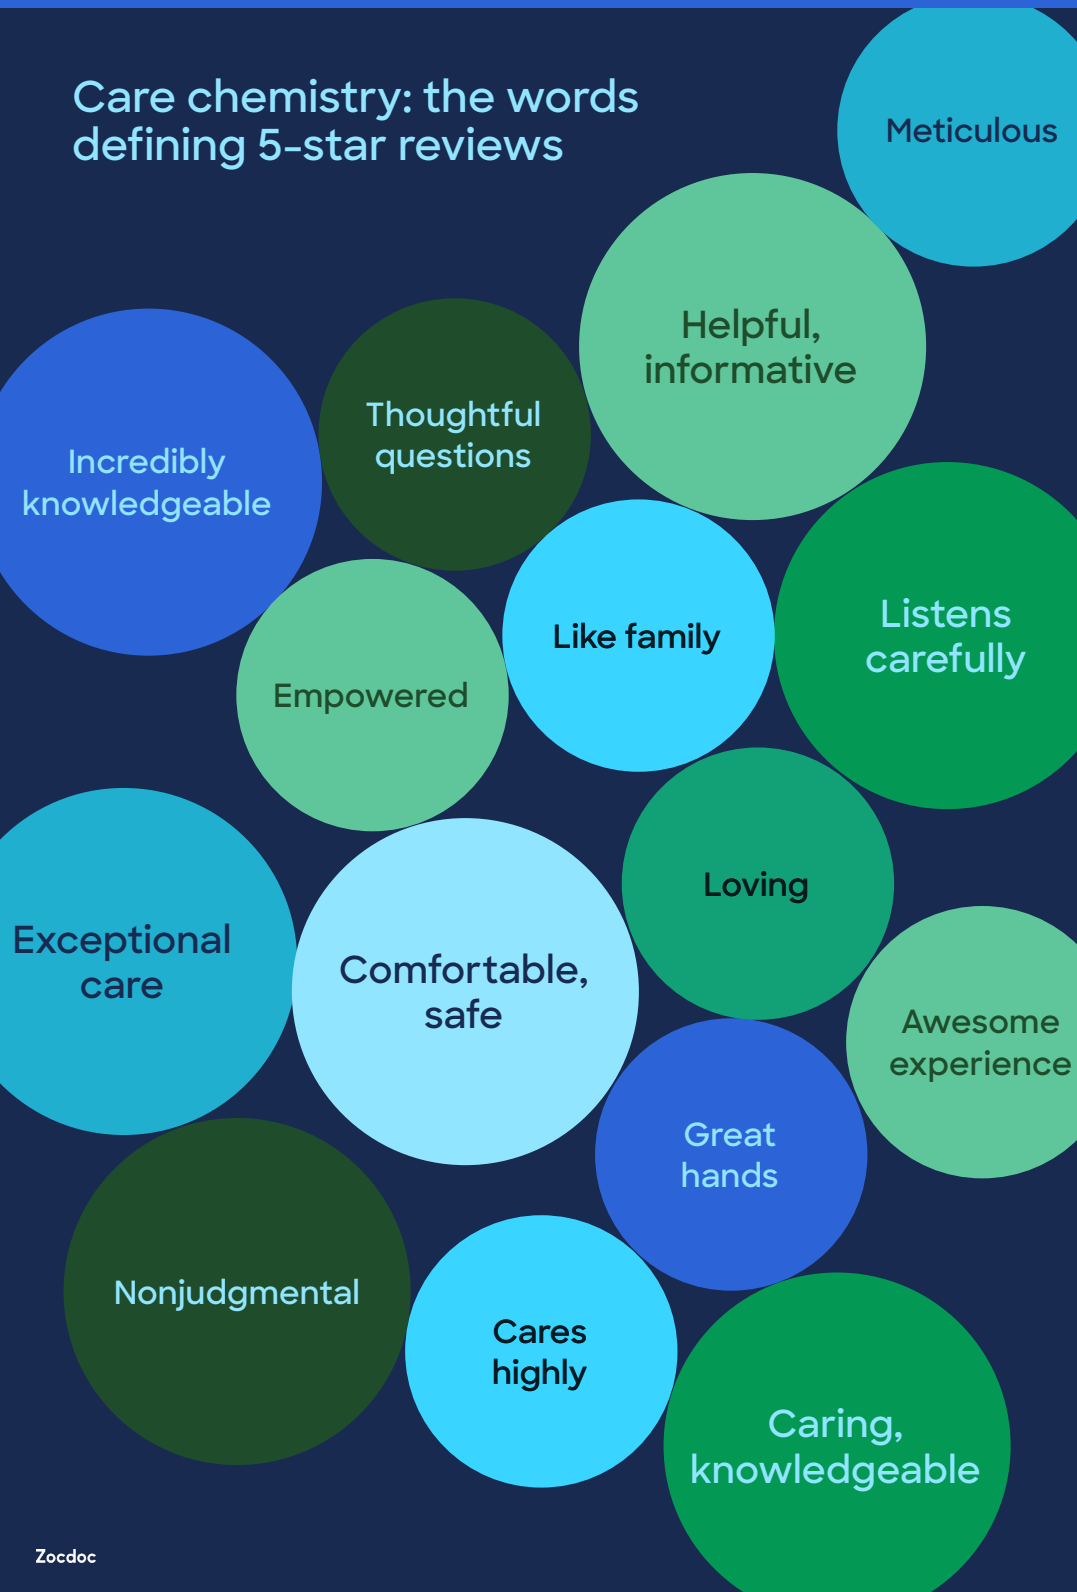 Care chemistry: the words
defining 5-star reviews
Meticulous
Helpful,
informative
Thoughtful
questions
Incredibly
knowledgeable
Like family
Listens
carefully
Empowered
Loving
Exceptional
care
Comfortable,
safe
Awesome
experience
Great
hands
Nonjudgmental
Cares
highly
Caring,
knowledgeable
Zocdoc